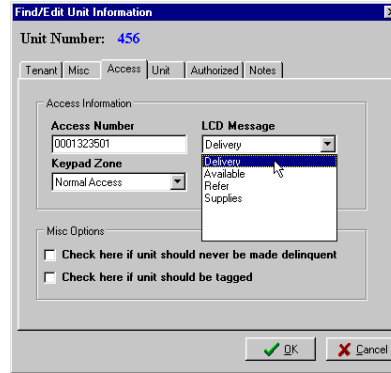 Find/Edit Unit Information
Unit Number: 456
Tenant Misc Access Unit Authorized Notes
Access Information
Access Number LCD Message
0001323501 Delivery
Keypad Zone Delivery
Normal Access Available
Refer
Supplies
Misc Options
Check here if unit should never be made delinquent
Check here if unit should be tagged
OK Cancel